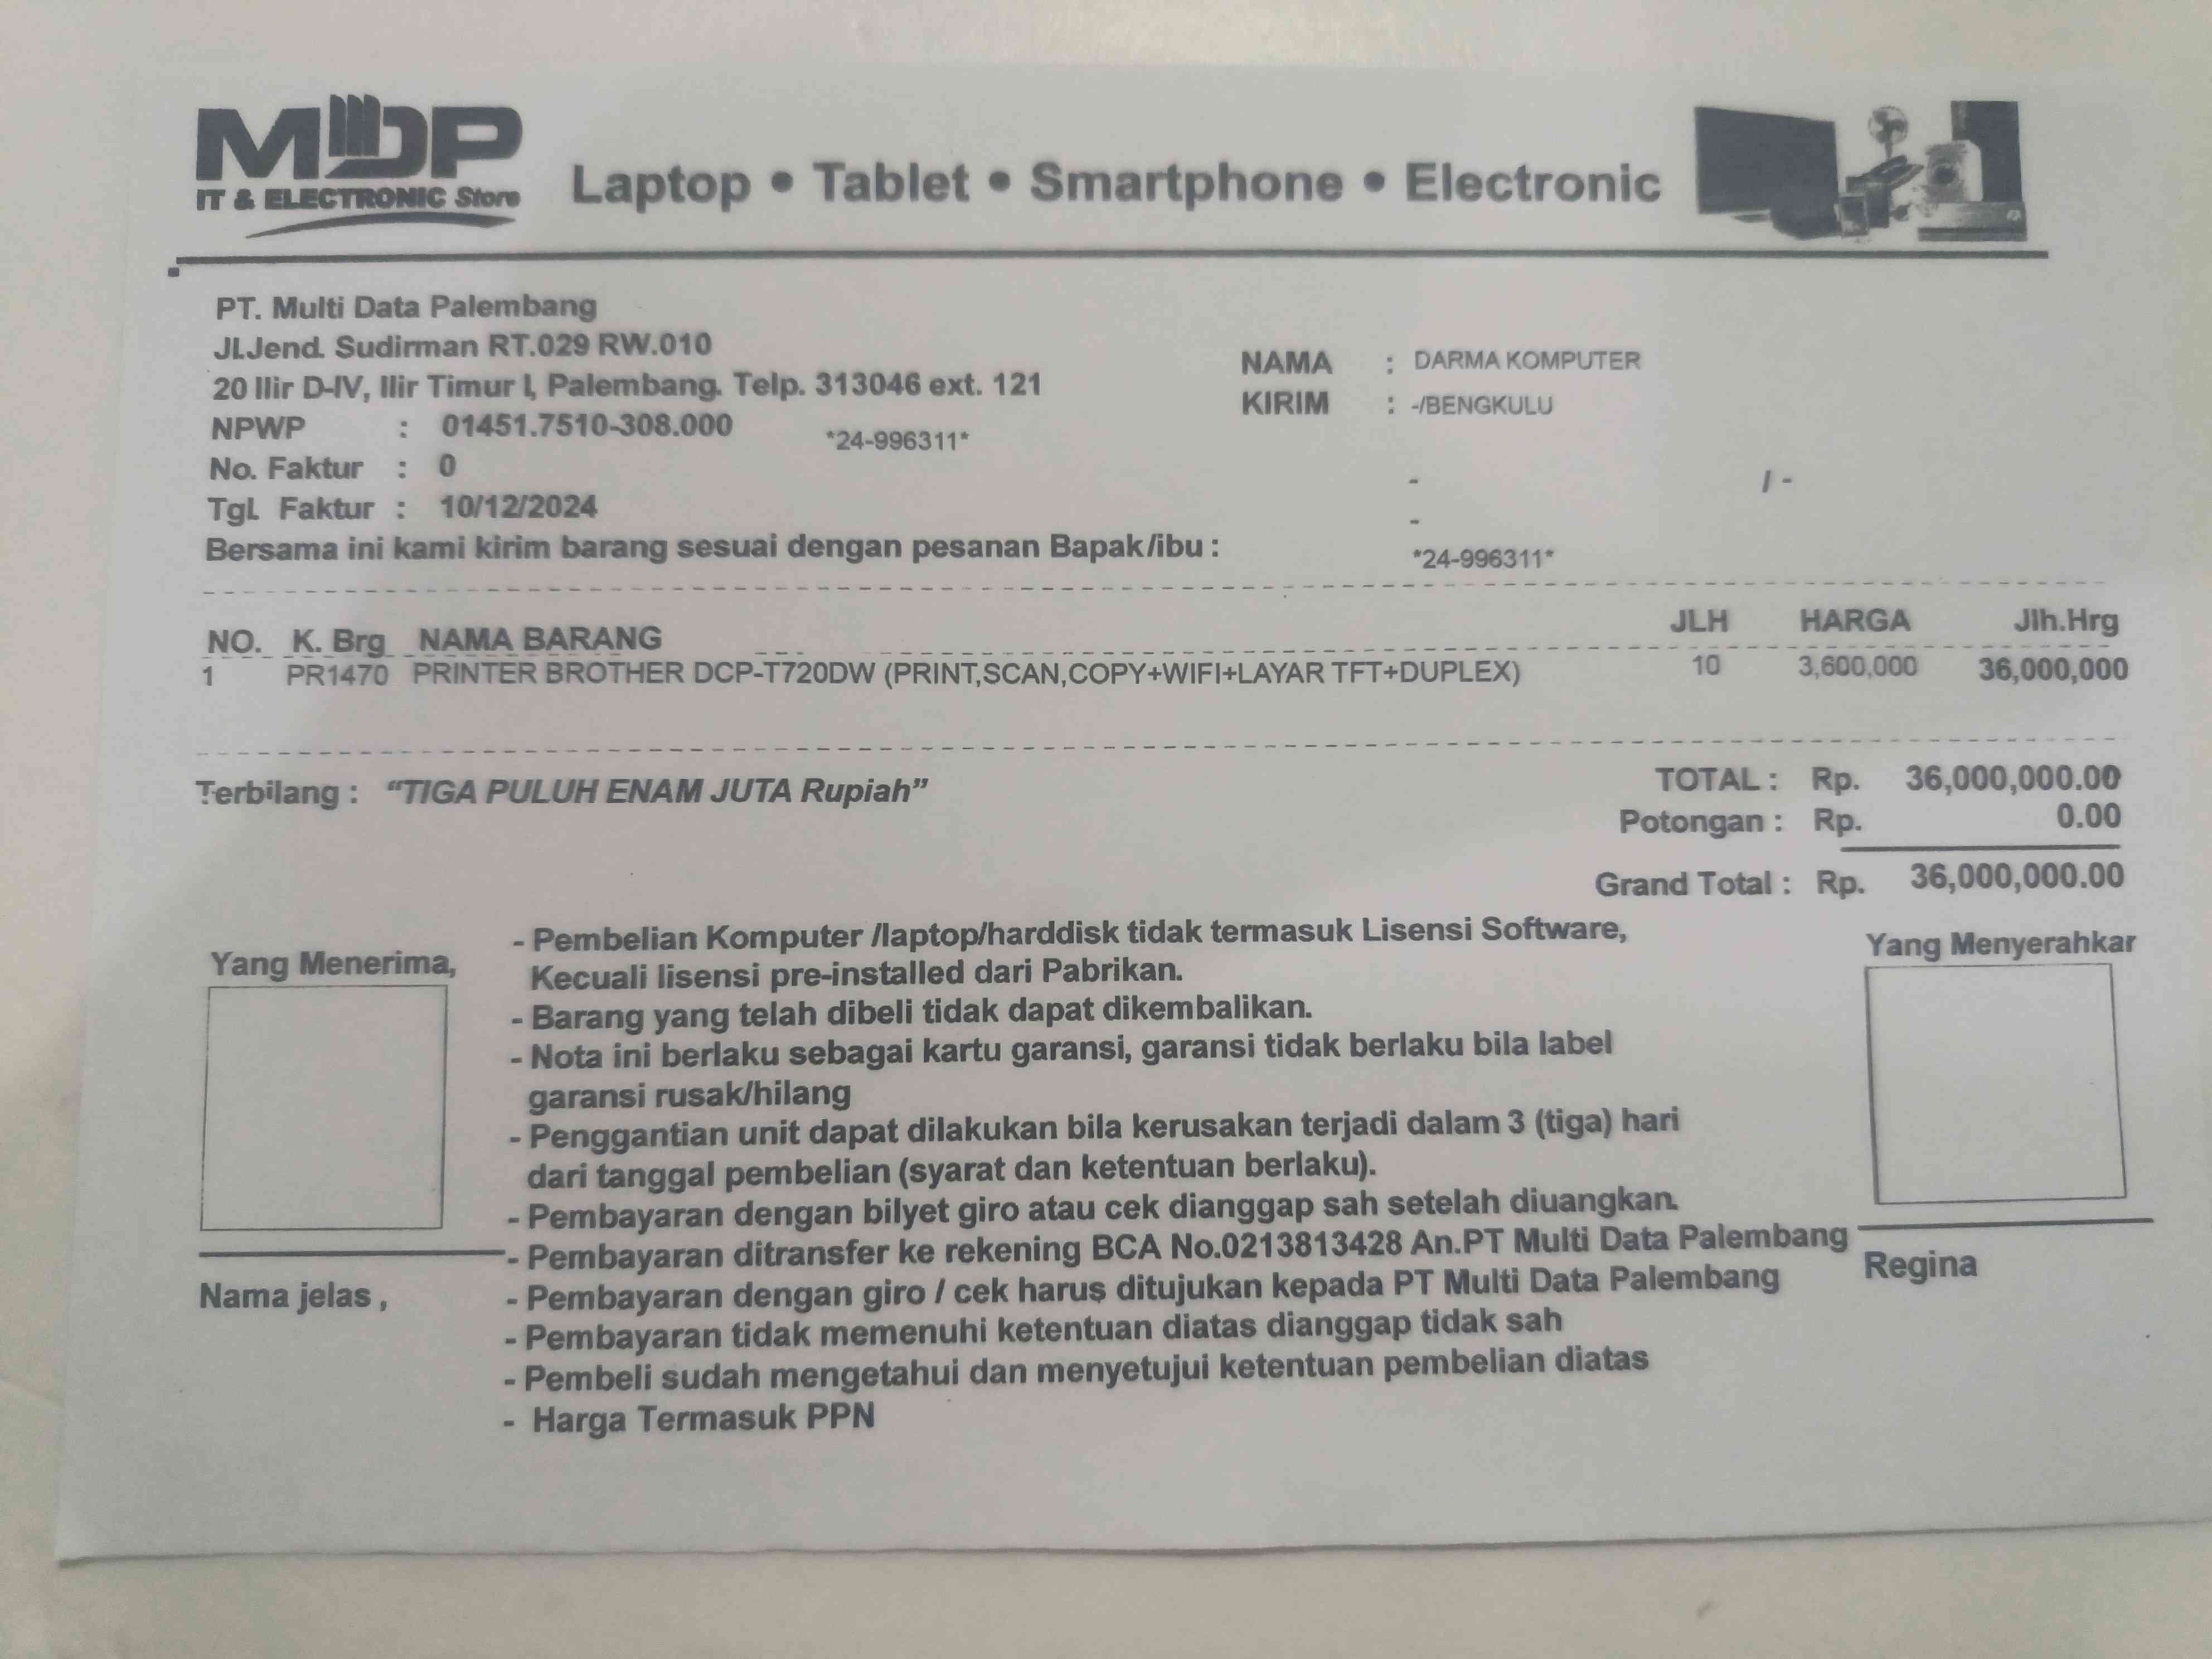 MDP
IT & ELECTRONIC Store
Laptop • Tablet • Smartphone • Electronic
PT. Multi Data Palembang
Jl.Jend. Sudirman RT.029 RW.010
20 Ilir D-IV, Ilir Timur I, Palembang. Telp. 313046 ext. 121
NPWP : 01451.7510-308.000 *24-996311*
No. Faktur : 0
Tgl. Faktur : 10/12/2024
NAMA : DARMA KOMPUTER
KIRIM : -/BENGKULU
- / -
-
*24-996311*
Bersama ini kami kirim barang sesuai dengan pesanan Bapak/ibu :
NO. K. Brg NAMA BARANG JLH HARGA Jlh.Hrg
1 PR1470 PRINTER BROTHER DCP-T720DW (PRINT,SCAN,COPY+WIFI+LAYAR TFT+DUPLEX) 10 3,600,000 36,000,000
Terbilang : “TIGA PULUH ENAM JUTA Rupiah”
TOTAL : Rp. 36,000,000.00
Potongan : Rp. 0.00
Grand Total : Rp. 36,000,000.00
Yang Menerima,
Nama jelas ,
- Pembelian Komputer /laptop/harddisk tidak termasuk Lisensi Software,
Kecuali lisensi pre-installed dari Pabrikan.
- Barang yang telah dibeli tidak dapat dikembalikan.
- Nota ini berlaku sebagai kartu garansi, garansi tidak berlaku bila label
garansi rusak/hilang
- Penggantian unit dapat dilakukan bila kerusakan terjadi dalam 3 (tiga) hari
dari tanggal pembelian (syarat dan ketentuan berlaku).
- Pembayaran dengan bilyet giro atau cek dianggap sah setelah diuangkan.
- Pembayaran ditransfer ke rekening BCA No.0213813428 An.PT Multi Data Palembang
- Pembayaran dengan giro / cek harus ditujukan kepada PT Multi Data Palembang
- Pembayaran tidak memenuhi ketentuan diatas dianggap tidak sah
- Pembeli sudah mengetahui dan menyetujui ketentuan pembelian diatas
- Harga Termasuk PPN
Yang Menyerahkar
Regina